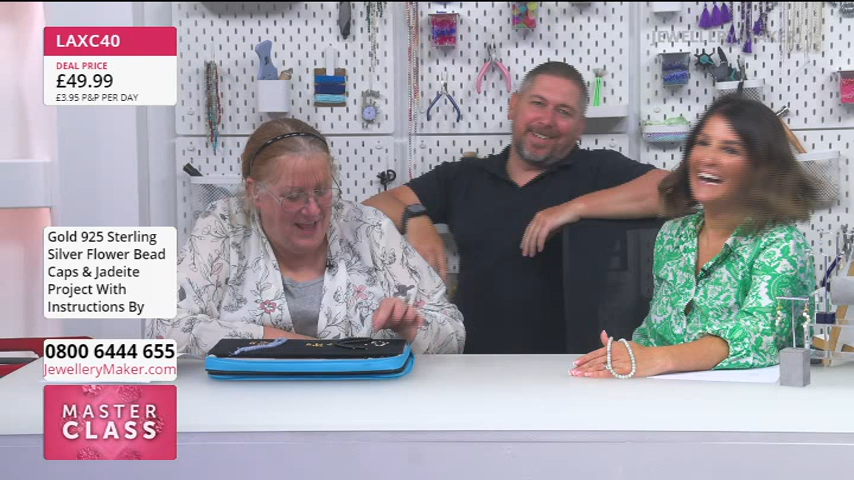 LAXC40
DEAL PRICE
£49.99
£3.95 P&P PER DAY
JEWELLERYMAKER
Gold 925 Sterling
Silver Flower Bead
Caps & Jadeite
Project With
Instructions By
0800 6444 655
JewelleryMaker.com
MASTER
CLASS